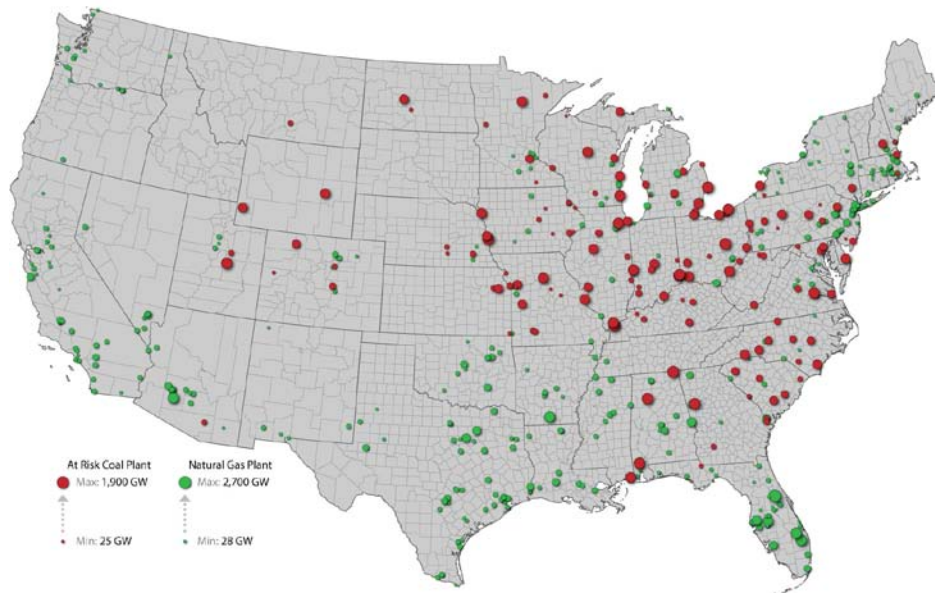 At Risk Coal Plant
Natural Gas Plant
Max: 1,900 GW
Max: 2,700 GW
Min: 25 GW
Min: 28 GW